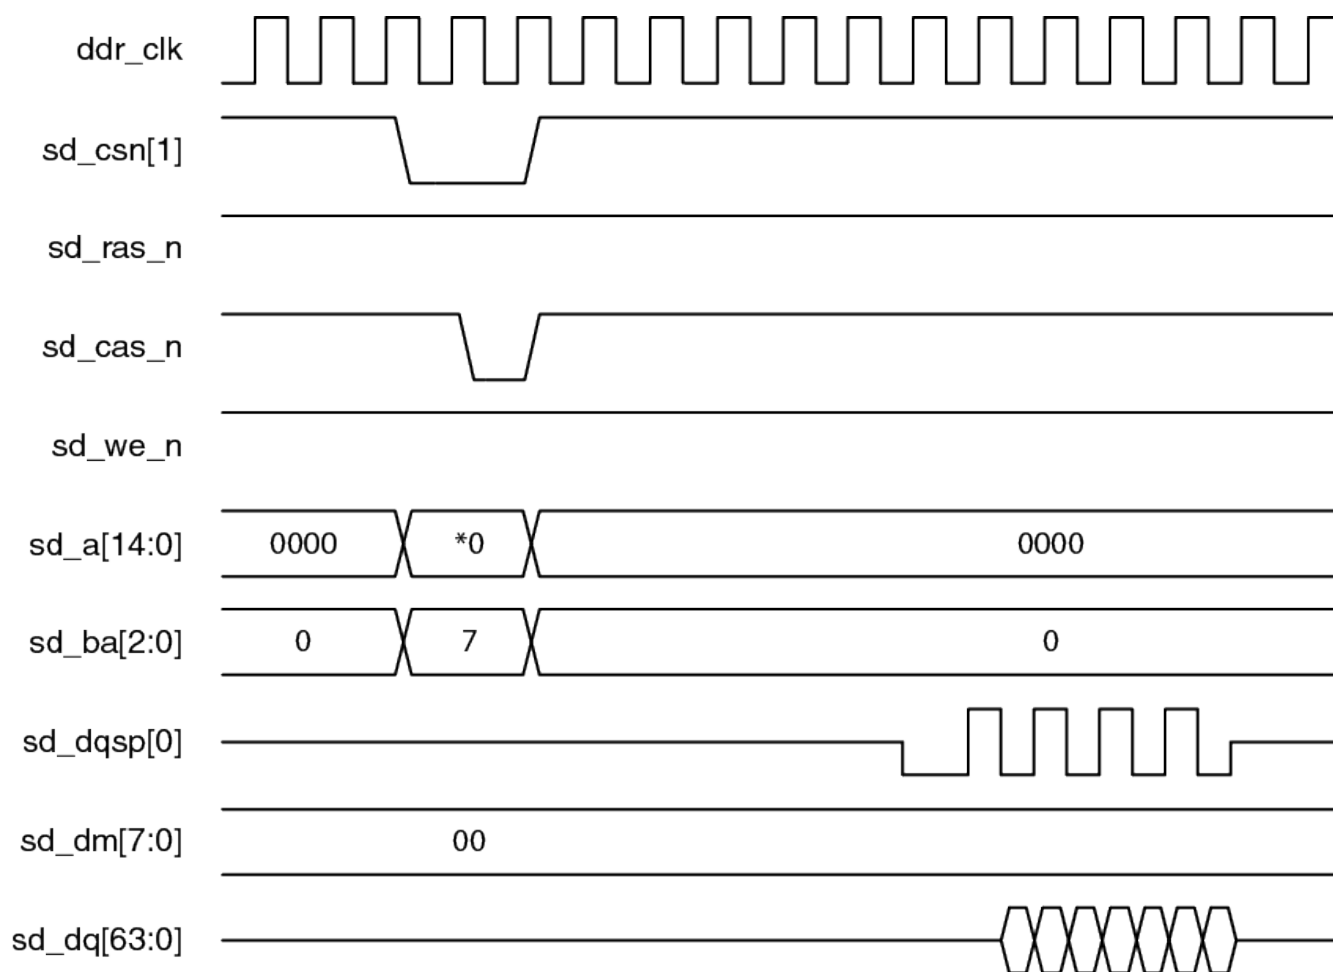 ddr_clk
sd_csn[1]
sd_ras_n
sd_cas_n
sd_we_n
sd_a[14:0] 0000 *0 0000
sd_ba[2:0] 0 7 0
sd_dqsp[0]
sd_dm[7:0] 00
sd_dq[63:0]